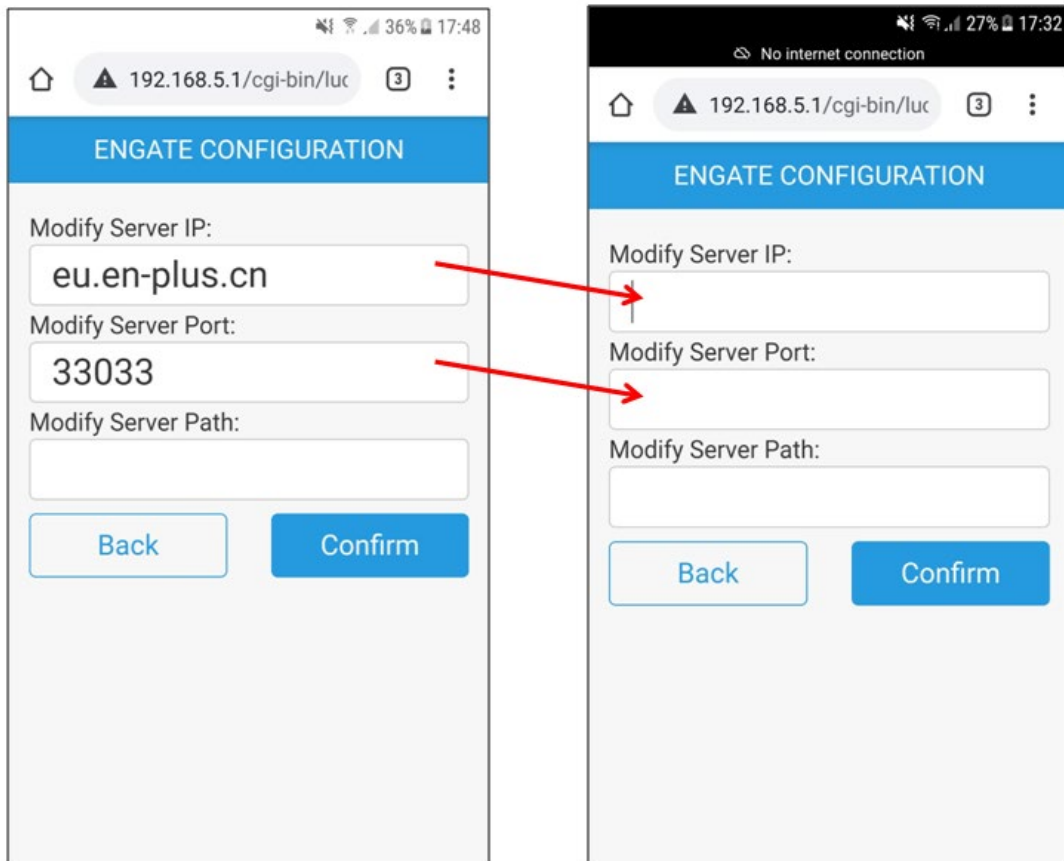 36% 17:48
192.168.5.1/cgi-bin/luc
3
ENGATE CONFIGURATION
Modify Server IP:
eu.en-plus.cn
Modify Server Port:
33033
Modify Server Path:
Back
Confirm
27% 17:32
No internet connection
192.168.5.1/cgi-bin/luc
3
ENGATE CONFIGURATION
Modify Server IP:
Modify Server Port:
Modify Server Path:
Back
Confirm